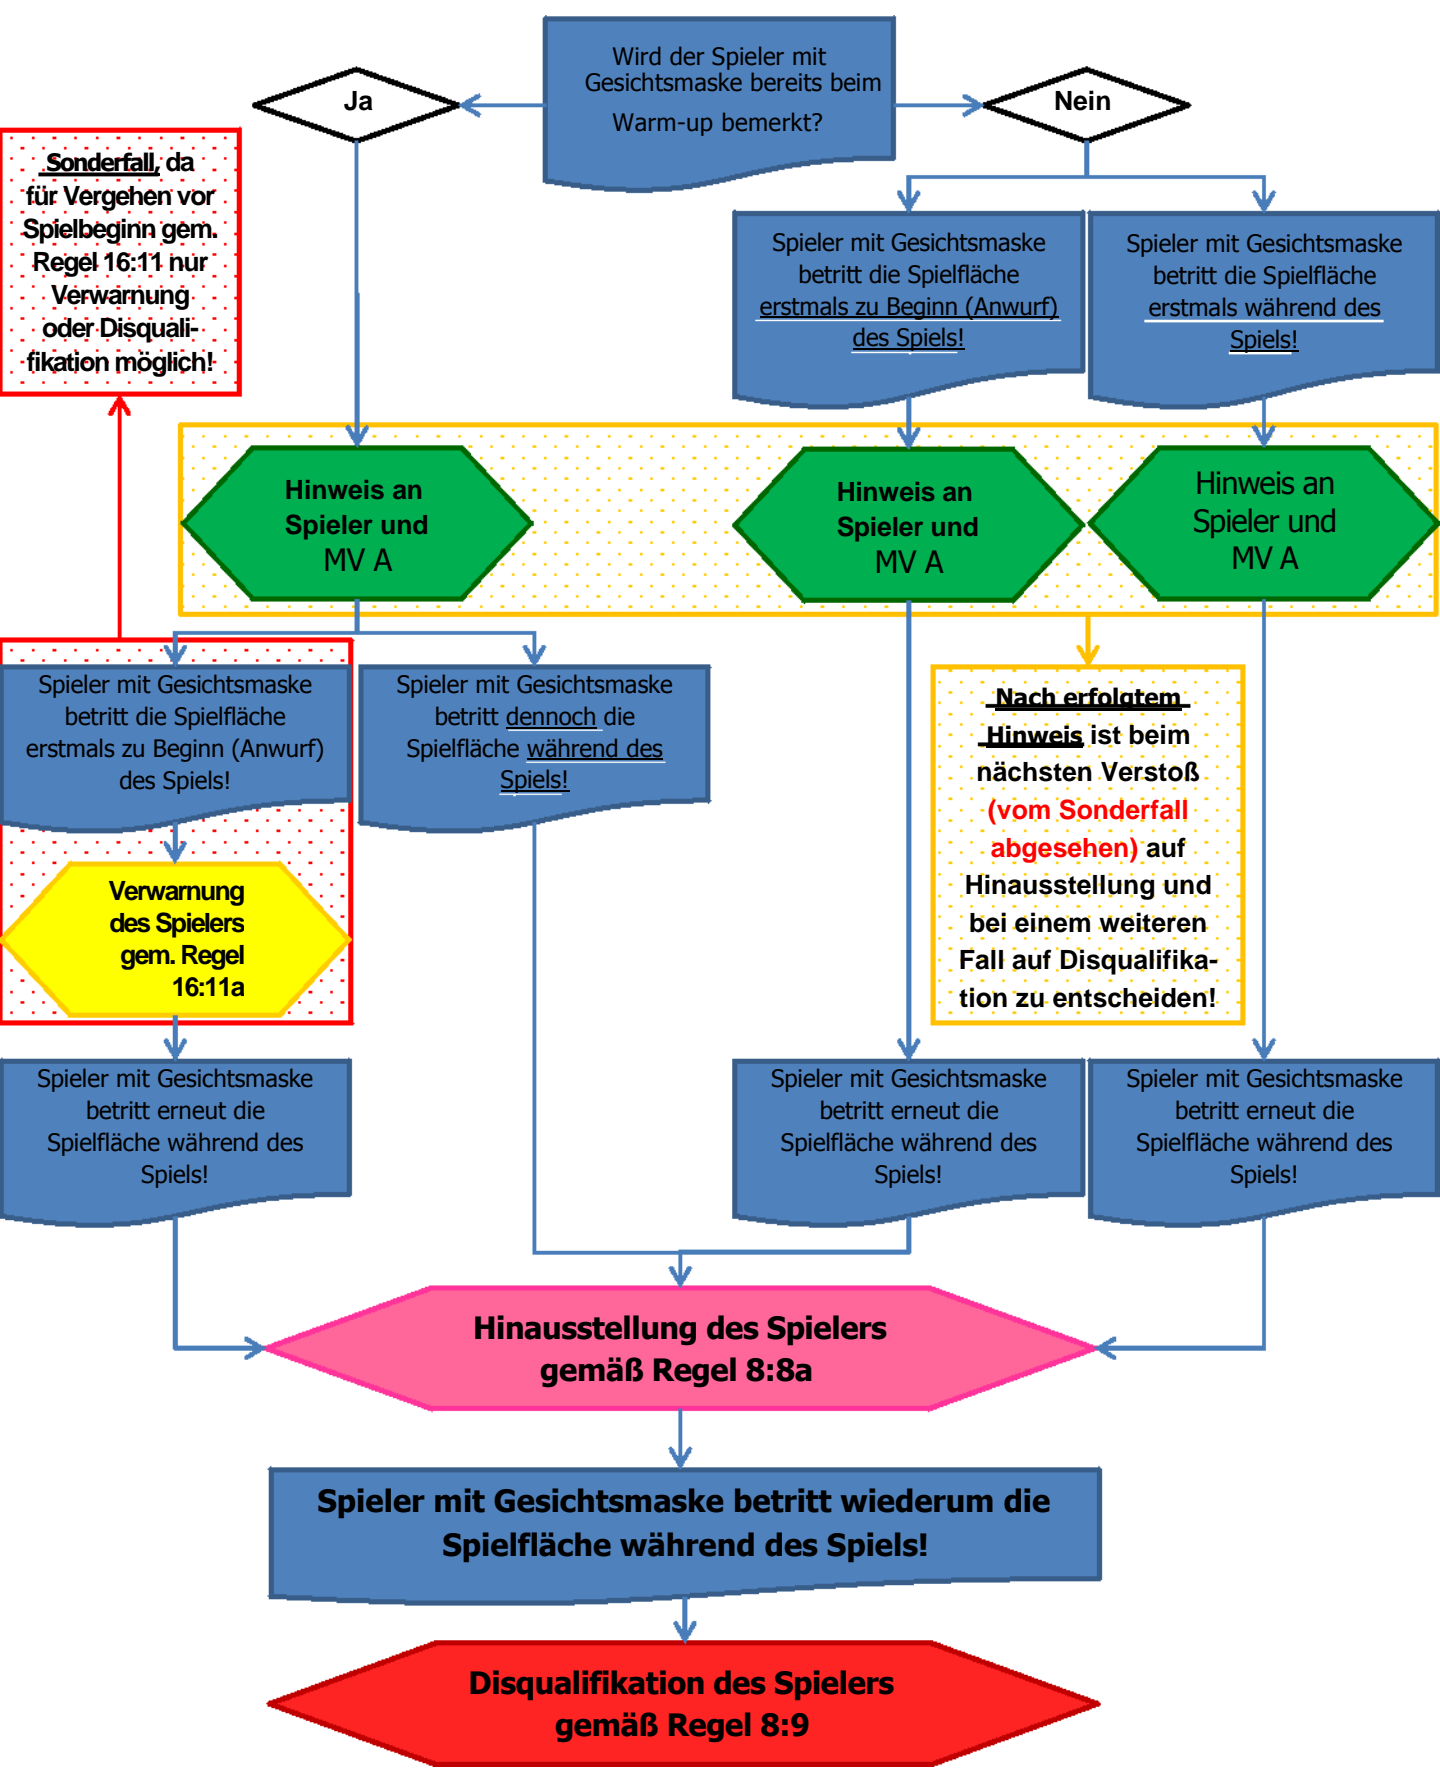 Wird der Spieler mit
Gesichtsmaske bereits beim
Warm-up bemerkt?
Ja
Nein
Sonderfall, da
für Vergehen vor
Spielbeginn gem.
Regel 16:11 nur
Verwarnung
oder Disquali-
fikation möglich!
Spieler mit Gesichtsmaske
betritt die Spielfläche
erstmals zu Beginn (Anwurf)
des Spiels!
Spieler mit Gesichtsmaske
betritt die Spielfläche
erstmals während des
Spiels!
Hinweis an
Spieler und
MV A
Hinweis an
Spieler und
MV A
Hinweis an
Spieler und
MV A
Spieler mit Gesichtsmaske
betritt die Spielfläche
erstmals zu Beginn (Anwurf)
des Spiels!
Spieler mit Gesichtsmaske
betritt dennoch die
Spielfläche während des
Spiels!
Nach erfolgtem
Hinweis ist beim
nächsten Verstoß
(vom Sonderfall
abgesehen) auf
Hinausstellung und
bei einem weiteren
Fall auf Disqualifika-
tion zu entscheiden!
Verwarnung
des Spielers
gem. Regel
16:11a
Spieler mit Gesichtsmaske
betritt erneut die
Spielfläche während des
Spiels!
Spieler mit Gesichtsmaske
betritt erneut die
Spielfläche während des
Spiels!
Spieler mit Gesichtsmaske
betritt erneut die
Spielfläche während des
Spiels!
Hinausstellung des Spielers
gemäß Regel 8:8a
Spieler mit Gesichtsmaske betritt wiederum die
Spielfläche während des Spiels!
Disqualifikation des Spielers
gemäß Regel 8:9